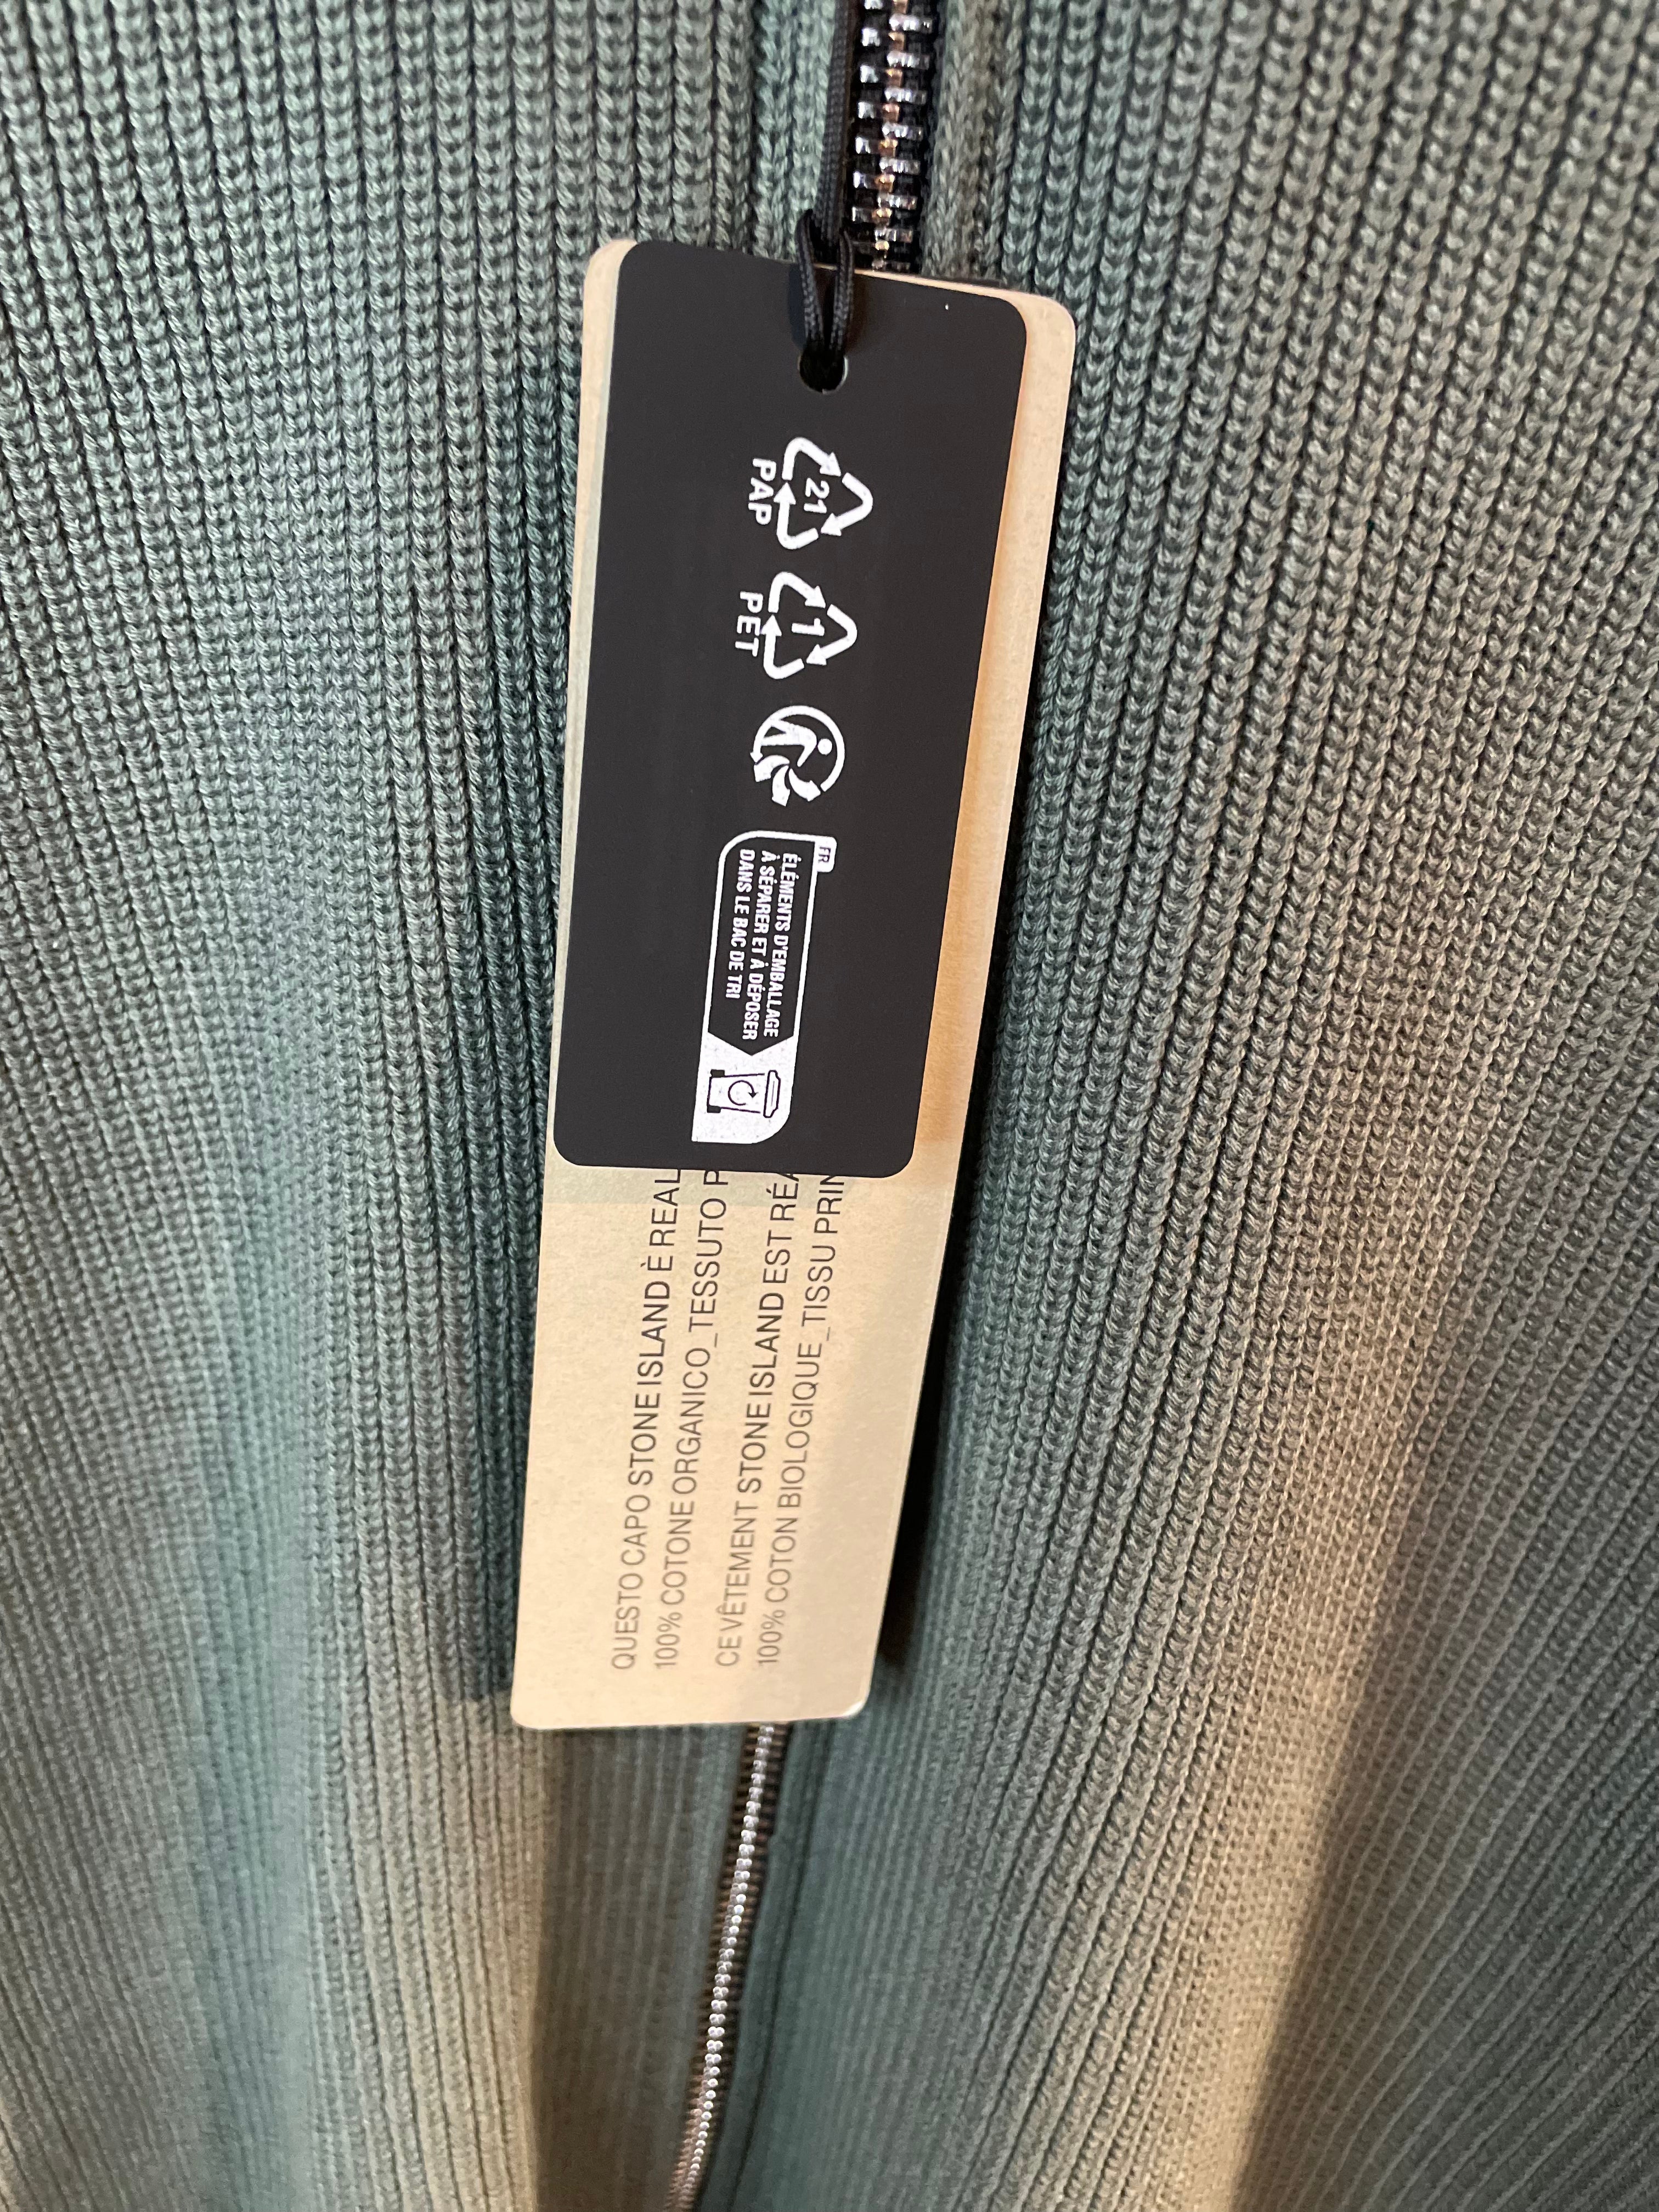 21
PAP
1
PET
FR
ÉLÉMENTS D'EMBALLAGE
À SÉPARER ET À DÉPOSER
DANS LE BAC DE TRI
QUESTO CAPO STONE ISLAND È REAL
100% COTONE ORGANICO_TESSUTO P
CE VÊTEMENT STONE ISLAND EST RÉA
100% COTON BIOLOGIQUE_TISSU PRIN